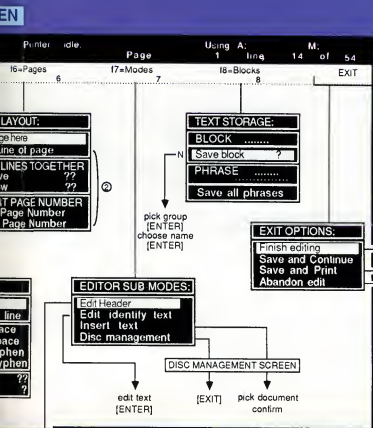 EN
Printer idle. Using A: M:
Page 1 line 14 of 54
f6=Pages f7=Modes f8=Blocks EXIT
6 7 8
LAYOUT:
ge here
line of page
LINES TOGETHER
ve ??
w ??
T PAGE NUMBER
Page Number
Page Number
②
TEXT STORAGE:
BLOCK ........
N Save block ?
PHRASE ........
Save all phrases
pick group
[ENTER]
choose name
[ENTER]
EXIT OPTIONS:
Finish editing
Save and Continue
Save and Print
Abandon edit
line
ace
pace
phen
yphen
??
?
EDITOR SUB MODES:
Edit Header
Edit identify text
Insert text
Disc management
DISC MANAGEMENT SCREEN
edit text
[ENTER]
[EXIT]
pick document
confirm